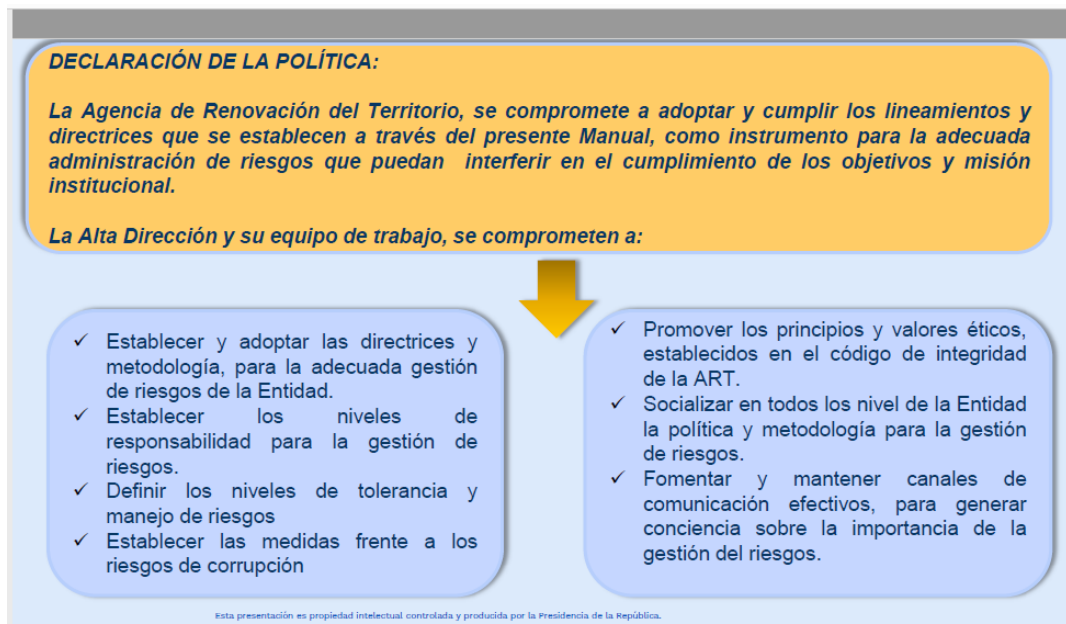 DECLARACIÓN DE LA POLÍTICA:
La Agencia de Renovación del Territorio, se compromete a adoptar y cumplir los lineamientos y
directrices que se establecen a través del presente Manual, como instrumento para la adecuada
administración de riesgos que puedan interferir en el cumplimiento de los objetivos y misión
institucional.
La Alta Dirección y su equipo de trabajo, se comprometen a:
✓ Establecer y adoptar las directrices y
metodología, para la adecuada gestión
de riesgos de la Entidad.
✓ Establecer los niveles de
responsabilidad para la gestión de
riesgos.
✓ Definir los niveles de tolerancia y
manejo de riesgos
✓ Establecer las medidas frente a los
riesgos de corrupción
✓ Promover los principios y valores éticos,
establecidos en el código de integridad
de la ART.
✓ Socializar en todos los nivel de la Entidad
la política y metodología para la gestión
de riesgos.
✓ Fomentar y mantener canales de
comunicación efectivos, para generar
conciencia sobre la importancia de la
gestión del riesgos.
Esta presentación es propiedad intelectual controlada y producida por la Presidencia de la República.